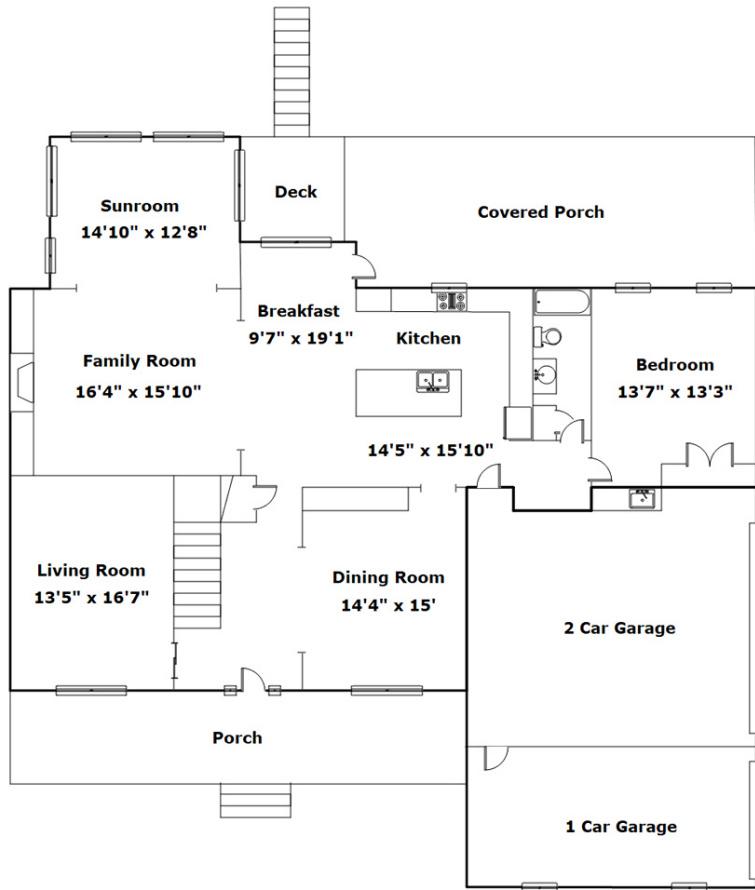 Sunroom
14'10" x 12'8"
Deck
Covered Porch
Breakfast
9'7" x 19'1"
Kitchen
14'5" x 15'10"
Family Room
16'4" x 15'10"
Bedroom
13'7" x 13'3"
Living Room
13'5" x 16'7"
Dining Room
14'4" x 15'
2 Car Garage
Porch
1 Car Garage